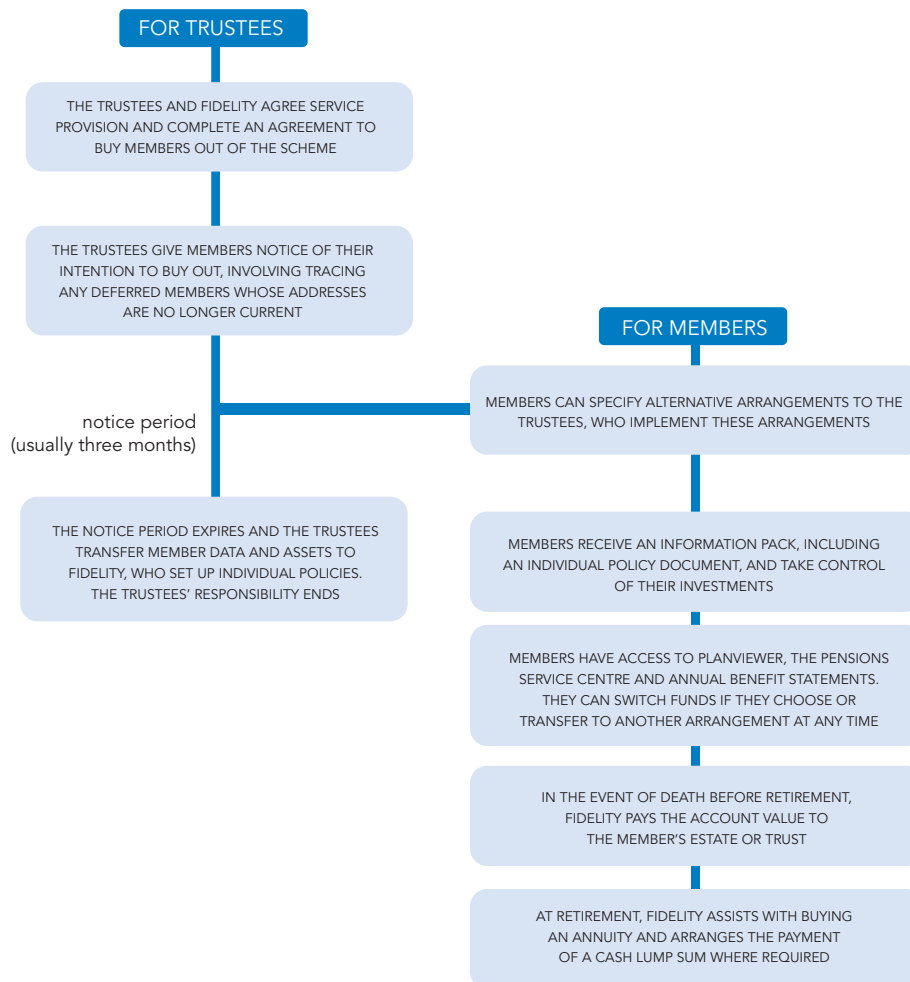 FOR TRUSTEES
THE TRUSTEES AND FIDELITY AGREE SERVICE
PROVISION AND COMPLETE AN AGREEMENT TO
BUY MEMBERS OUT OF THE SCHEME
THE TRUSTEES GIVE MEMBERS NOTICE OF THEIR
INTENTION TO BUY OUT, INVOLVING TRACING
ANY DEFERRED MEMBERS WHOSE ADDRESSES
ARE NO LONGER CURRENT
notice period
(usually three months)
THE NOTICE PERIOD EXPIRES AND THE TRUSTEES
TRANSFER MEMBER DATA AND ASSETS TO
FIDELITY, WHO SET UP INDIVIDUAL POLICIES.
THE TRUSTEES’ RESPONSIBILITY ENDS
FOR MEMBERS
MEMBERS CAN SPECIFY ALTERNATIVE ARRANGEMENTS TO THE
TRUSTEES, WHO IMPLEMENT THESE ARRANGEMENTS
MEMBERS RECEIVE AN INFORMATION PACK, INCLUDING
AN INDIVIDUAL POLICY DOCUMENT, AND TAKE CONTROL
OF THEIR INVESTMENTS
MEMBERS HAVE ACCESS TO PLANVIEWER, THE PENSIONS
SERVICE CENTRE AND ANNUAL BENEFIT STATEMENTS.
THEY CAN SWITCH FUNDS IF THEY CHOOSE OR
TRANSFER TO ANOTHER ARRANGEMENT AT ANY TIME
IN THE EVENT OF DEATH BEFORE RETIREMENT,
FIDELITY PAYS THE ACCOUNT VALUE TO
THE MEMBER’S ESTATE OR TRUST
AT RETIREMENT, FIDELITY ASSISTS WITH BUYING
AN ANNUITY AND ARRANGES THE PAYMENT
OF A CASH LUMP SUM WHERE REQUIRED